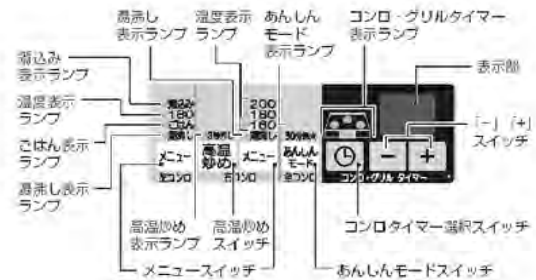 湯沸し
表示ランプ
温度表示
ランプ
あんしん
モード
表示ランプ
コンロ・グリルタイマー
表示ランプ
煮込み
表示ランプ
表示部
温度表示
ランプ
「−」「+」
スイッチ
ごはん表示
ランプ
湯沸し表示
ランプ
煮込み
180
ごはん
湯沸し
200
180
160
湯沸し
メニュー
高温
炒め
メニュー
あんしん
モード
− +
左コンロ
右コンロ
全コンロ
コンロ・グリル タイマー
高温炒め
表示ランプ
高温炒め
スイッチ
コンロタイマー選択スイッチ
メニュースイッチ
あんしんモードスイッチ